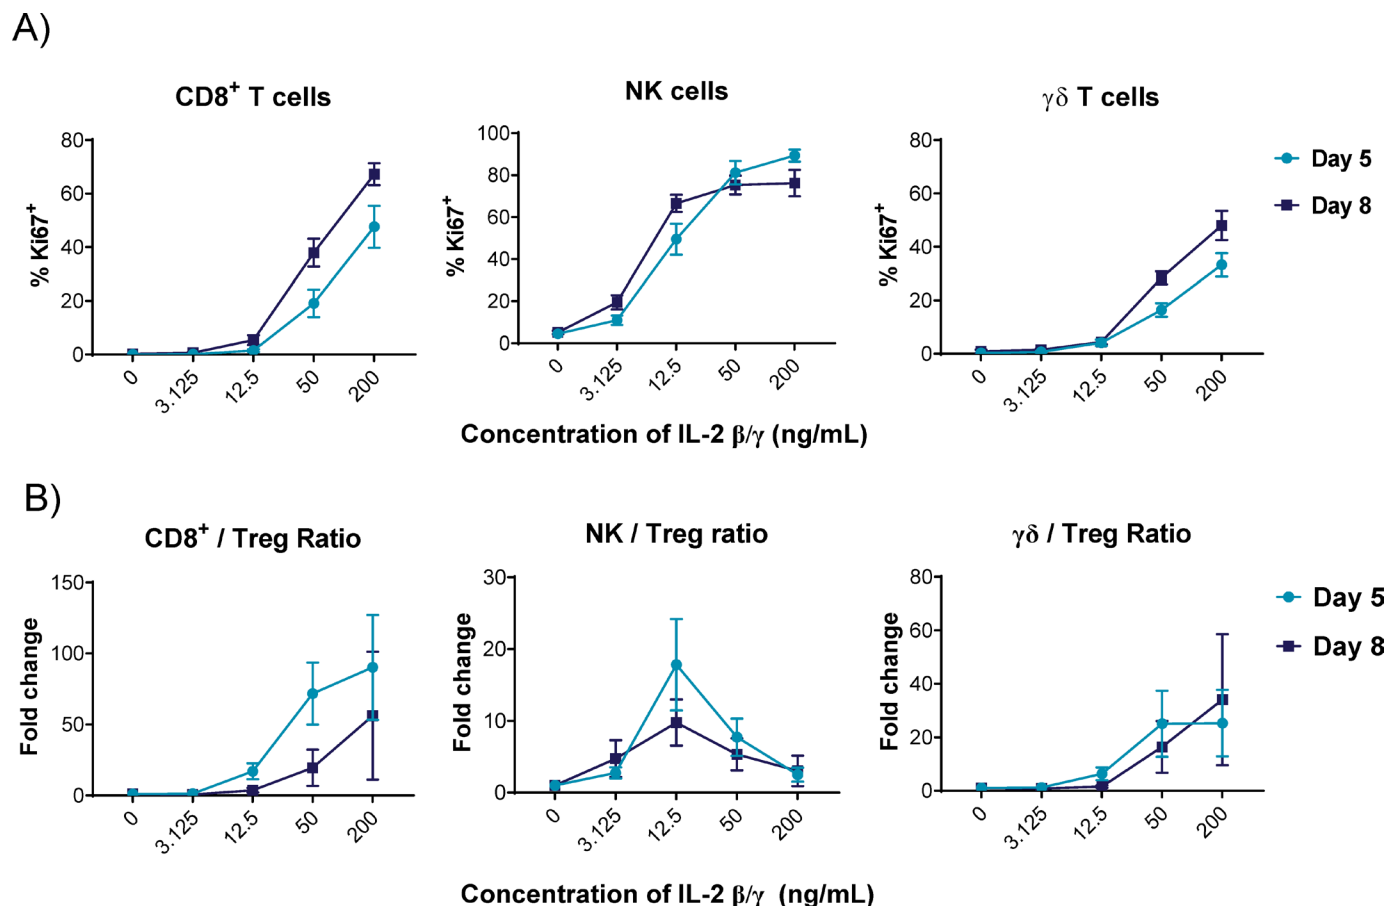 A)
CD8+ T cells
NK cells
γδ T cells
% Ki67+
80
60
40
20
0
0
3.125
12.5
50
200
% Ki67+
100
80
60
40
20
0
0
3.125
12.5
50
200
% Ki67+
80
60
40
20
0
0
3.125
12.5
50
200
Day 5
Day 8
Concentration of IL-2 β/γ (ng/mL)
B)
CD8+ / Treg Ratio
NK / Treg ratio
γδ / Treg Ratio
Fold change
150
100
50
0
0
3.125
12.5
50
200
Fold change
30
20
10
0
0
3.125
12.5
50
200
Fold change
80
60
40
20
0
0
3.125
12.5
50
200
Day 5
Day 8
Concentration of IL-2 β/γ (ng/mL)